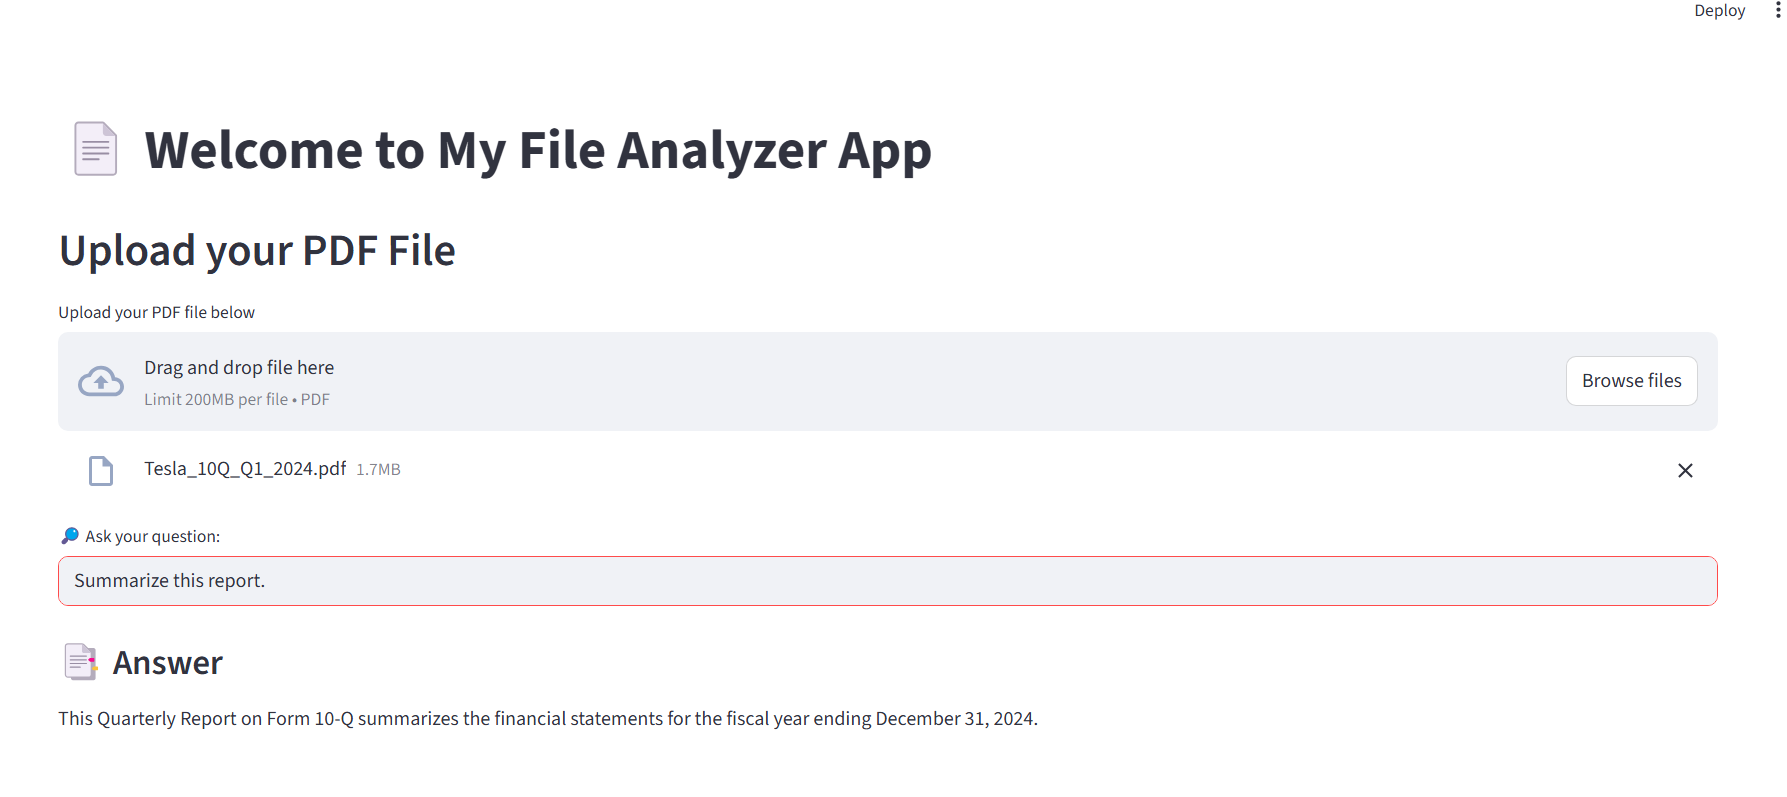 Deploy
Welcome to My File Analyzer App
Upload your PDF File
Upload your PDF file below
Drag and drop file here
Limit 200MB per file • PDF
Browse files
Tesla_10Q_Q1_2024.pdf 1.7MB
Ask your question:
Summarize this report.
Answer
This Quarterly Report on Form 10-Q summarizes the financial statements for the fiscal year ending December 31, 2024.